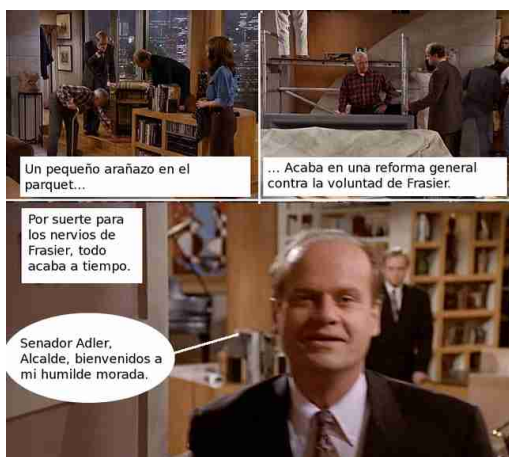 Un pequeño arañazo en el
parquet...
... Acaba en una reforma general
contra la voluntad de Frasier.
Por suerte para
los nervios de
Frasier, todo
acaba a tiempo.
Senador Adler,
Alcalde, bienvenidos a
mi humilde morada.